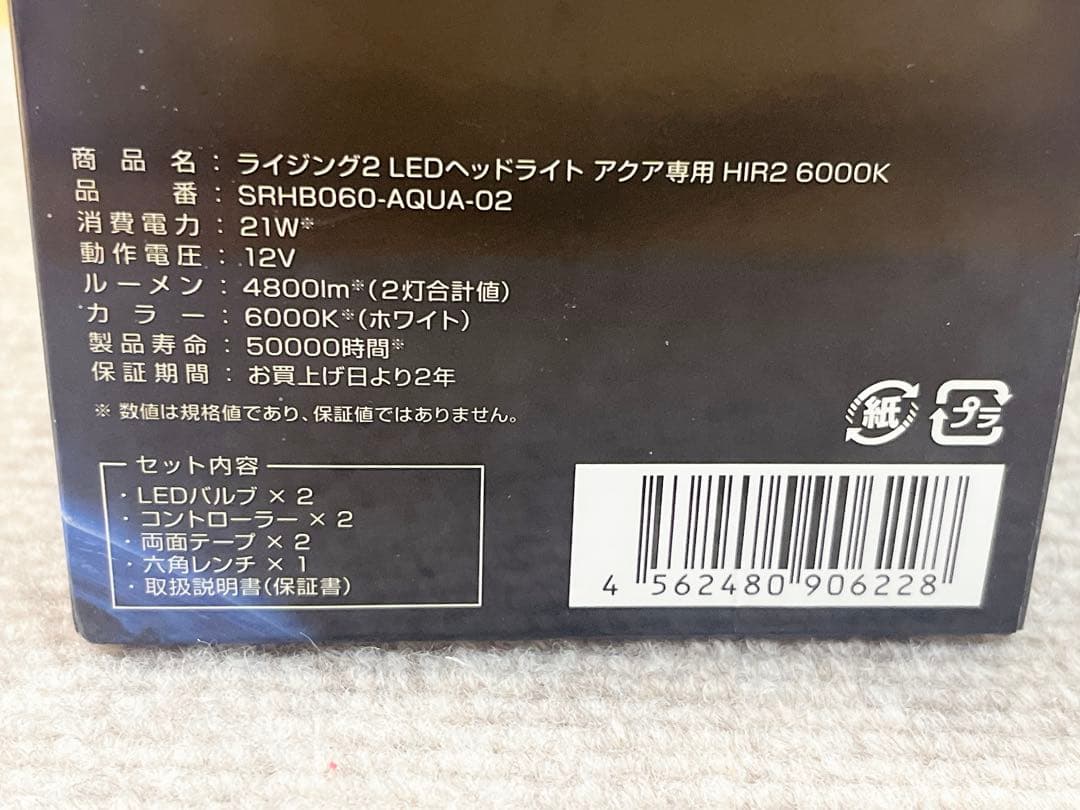 商品名：ライジング2 LEDヘッドライト アクア専用 HIR2 6000K
品番：SRHB060-AQUA-02
消費電力：21W※
動作電圧：12V
ルーメン：4800lm※（2灯合計値）
カラー：6000K※（ホワイト）
製品寿命：50000時間※
保証期間：お買上げ日より2年
※ 数値は規格値であり、保証値ではありません。
紙 プラ
セット内容
・LEDバルブ × 2
・コントローラー × 2
・両面テープ × 2
・六角レンチ × 1
・取扱説明書（保証書）
4 562480 906228